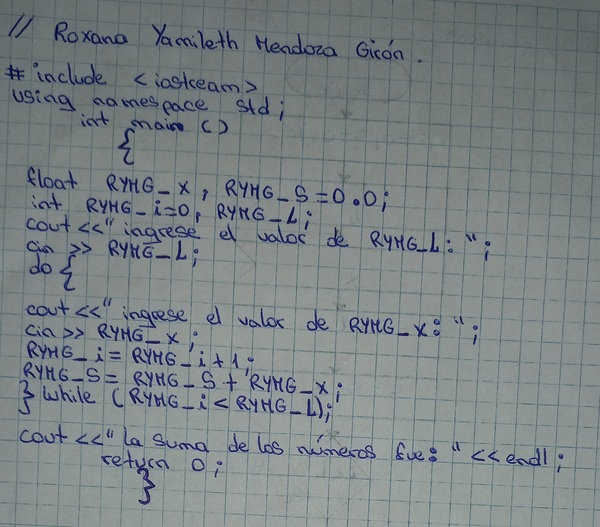 // Roxana Yamileth Mendoza Girón.
# include <iostream>
using namespace std;
int main ()
{
float RYMG_x, RYMG_S=0.0;
int RYMG_i=0, RYMG_L;
cout <<"ingrese el valor de RYMG_L: ";
cin >> RYMG_L;
do {
cout <<"ingrese el valor de RYMG_x: ";
cin >> RYMG_x;
RYMG_i= RYMG_i+1;
RYMG_S= RYMG_S + RYMG_x;
} while (RYMG_i < RYMG_L);
cout <<"la suma de los números fue: " << endl;
return 0;
}